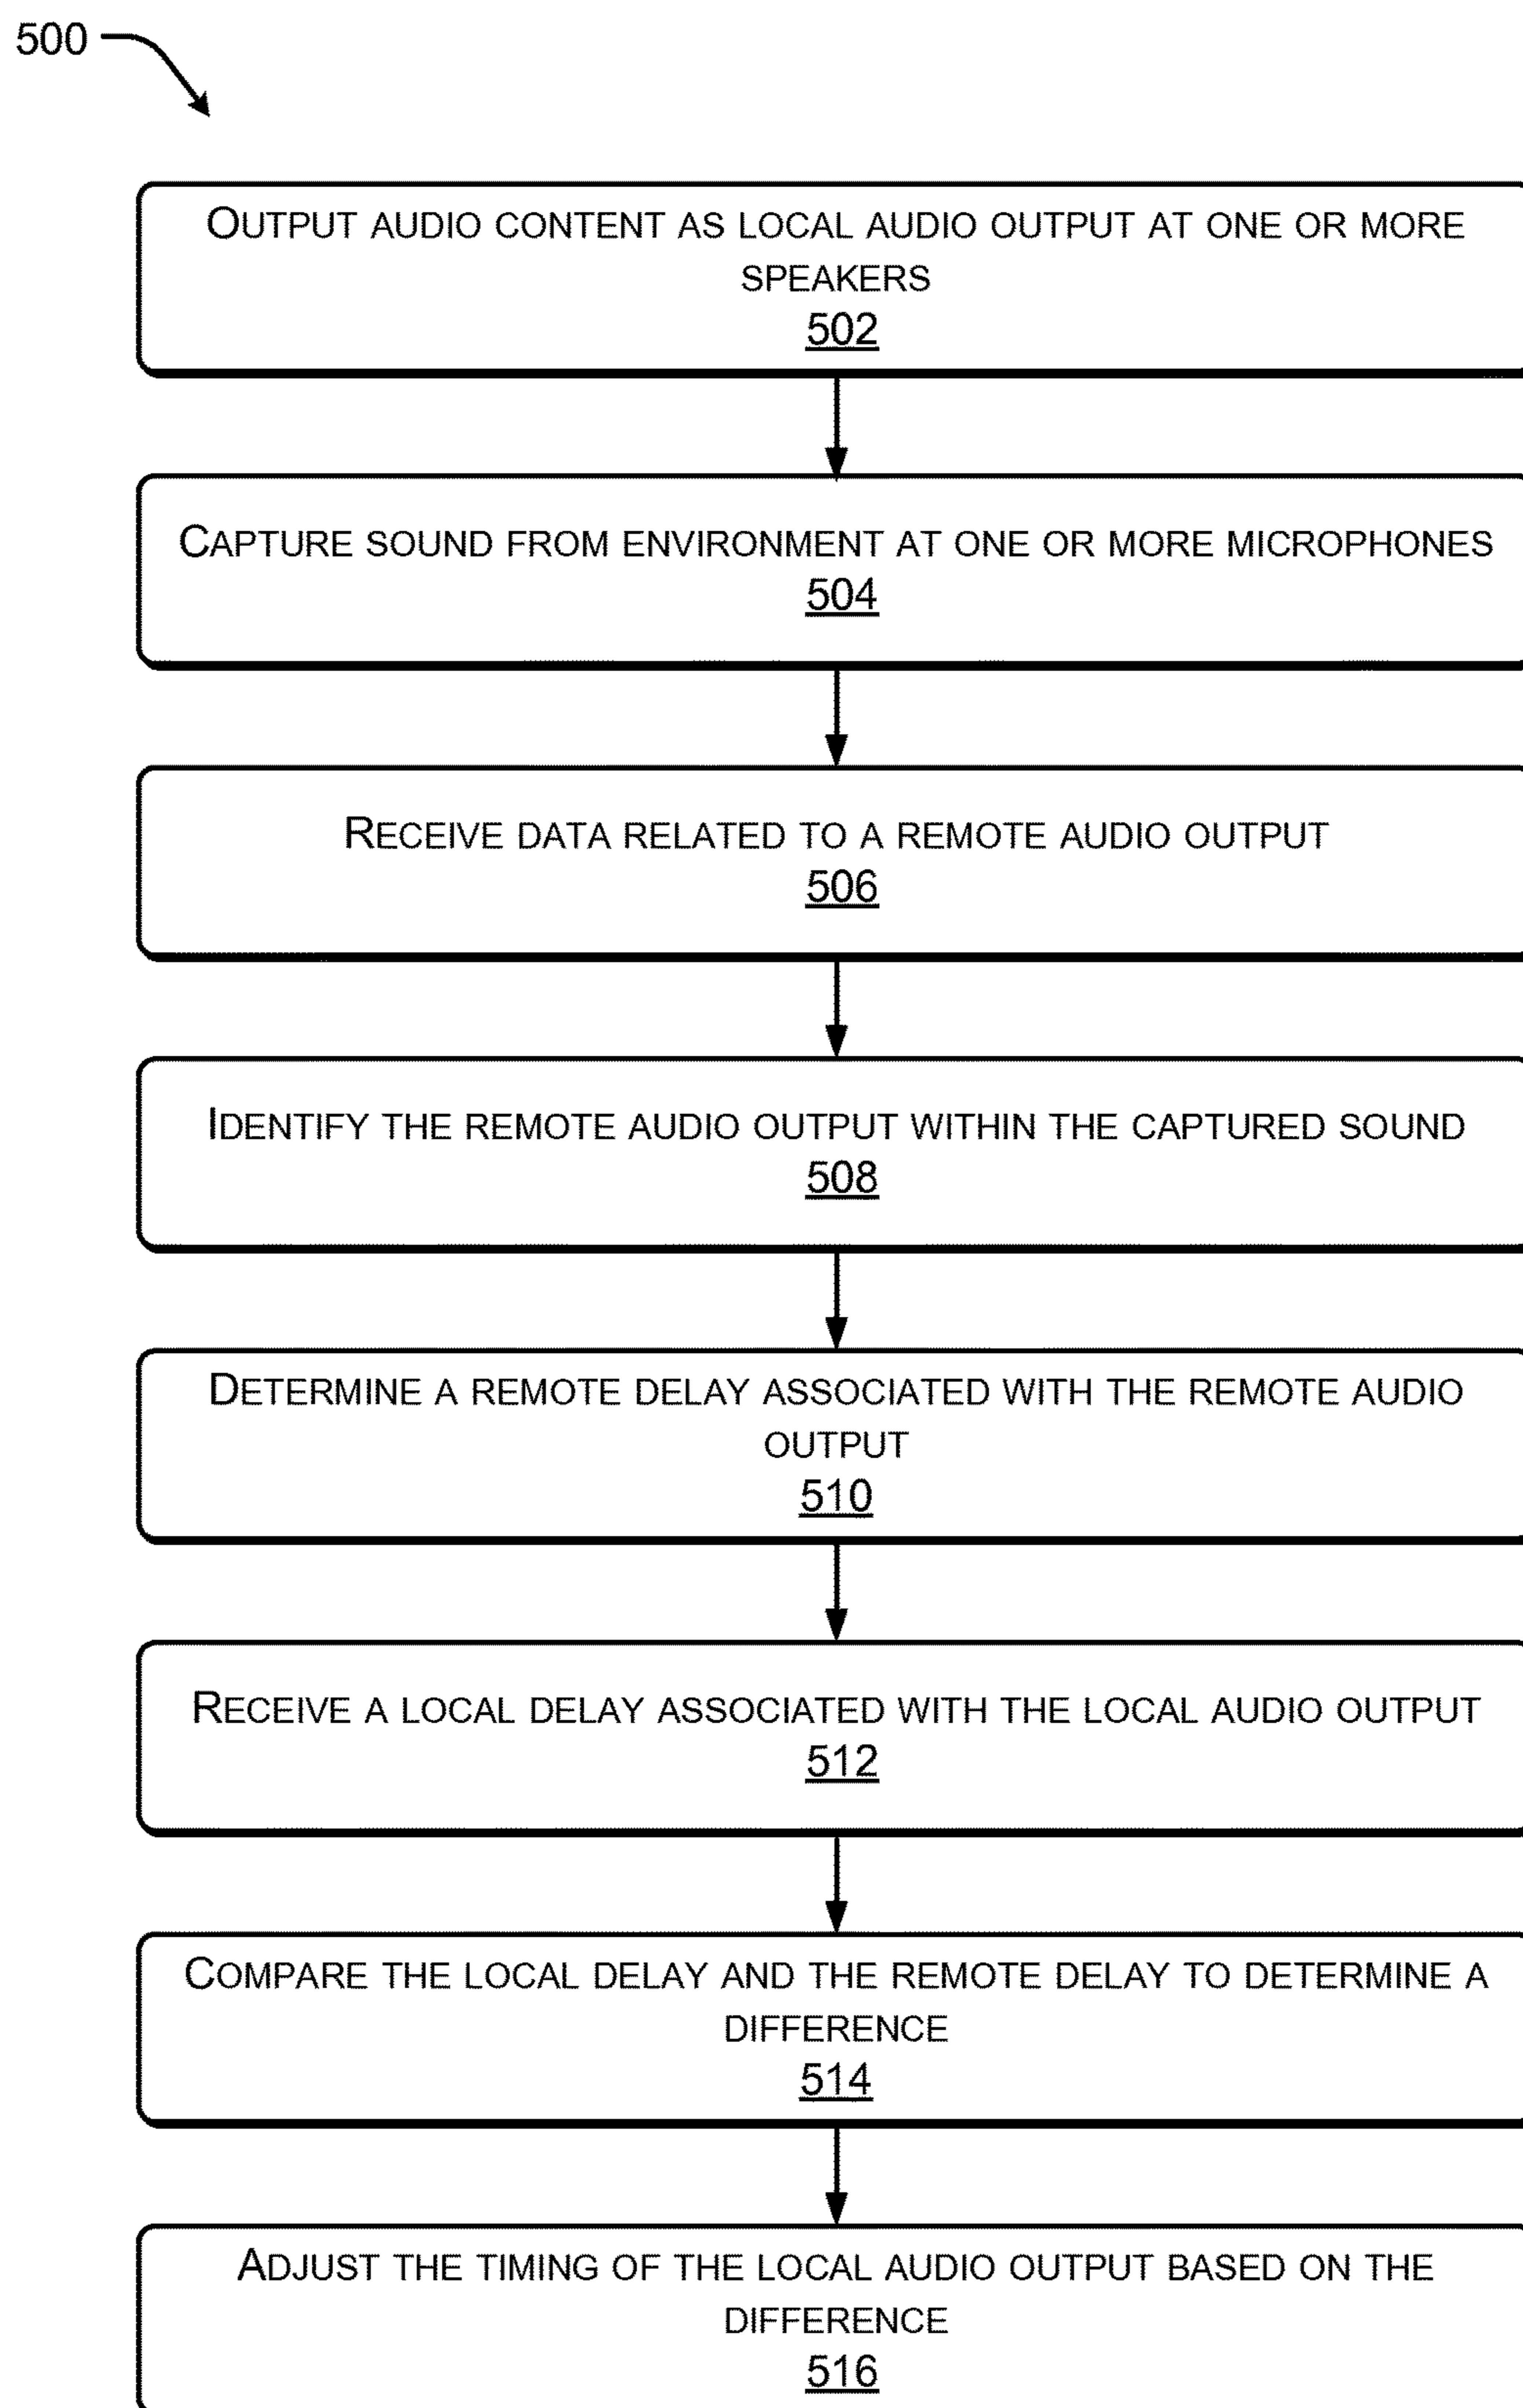 500
OUTPUT AUDIO CONTENT AS LOCAL AUDIO OUTPUT AT ONE OR MORE
SPEAKERS
502
CAPTURE SOUND FROM ENVIRONMENT AT ONE OR MORE MICROPHONES
504
RECEIVE DATA RELATED TO A REMOTE AUDIO OUTPUT
506
IDENTIFY THE REMOTE AUDIO OUTPUT WITHIN THE CAPTURED SOUND
508
DETERMINE A REMOTE DELAY ASSOCIATED WITH THE REMOTE AUDIO
OUTPUT
510
RECEIVE A LOCAL DELAY ASSOCIATED WITH THE LOCAL AUDIO OUTPUT
512
COMPARE THE LOCAL DELAY AND THE REMOTE DELAY TO DETERMINE A
DIFFERENCE
514
ADJUST THE TIMING OF THE LOCAL AUDIO OUTPUT BASED ON THE
DIFFERENCE
516